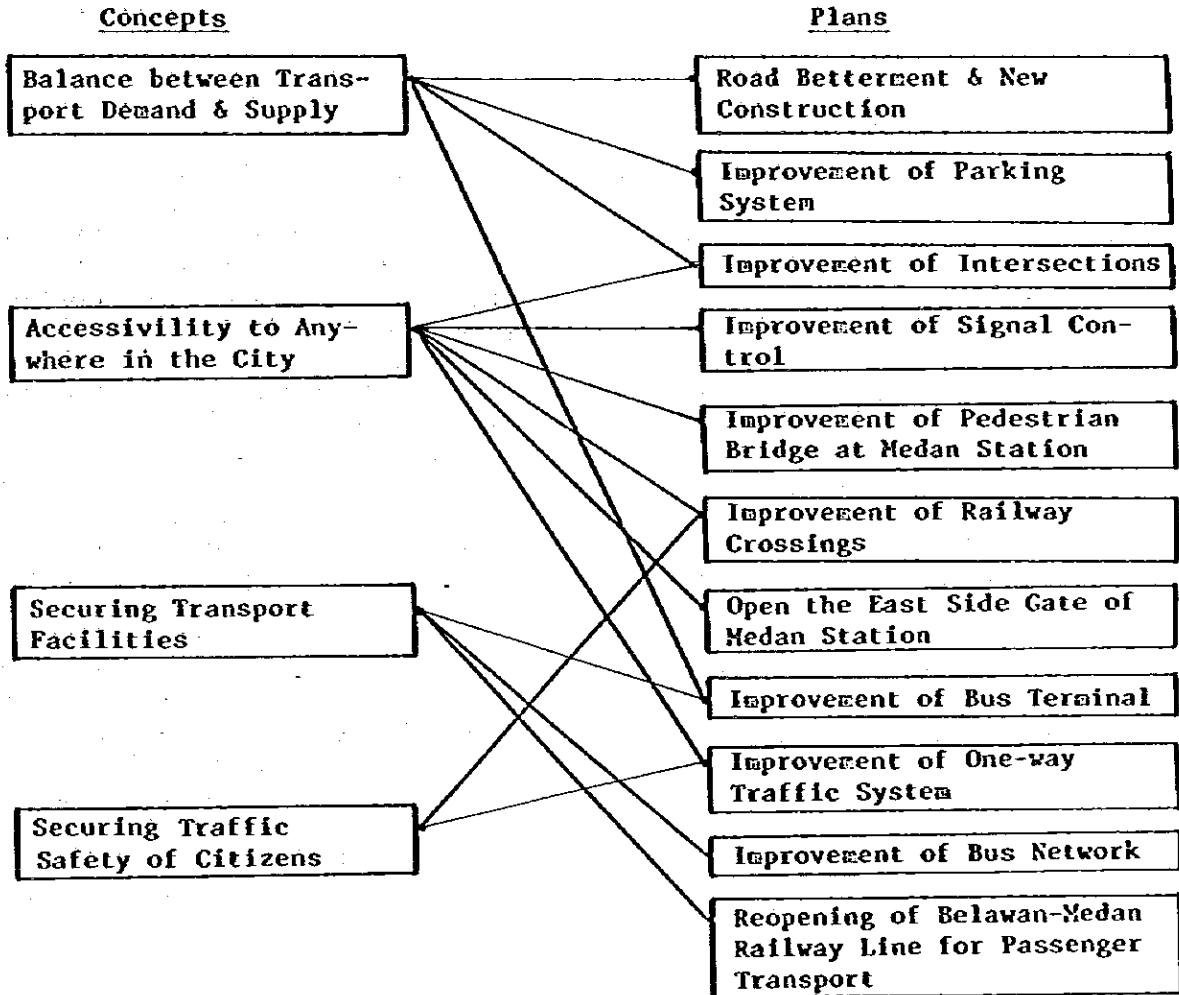 Concepts
Plans
Balance between Trans-
port Demand & Supply
Accessivility to Any-
where in the City
Securing Transport
Facilities
Securing Traffic
Safety of Citizens
Road Betterment & New
Construction
Improvement of Parking
System
Improvement of Intersections
Improvement of Signal Con-
trol
Improvement of Pedestrian
Bridge at Medan Station
Improvement of Railway
Crossings
Open the East Side Gate of
Medan Station
Improvement of Bus Terminal
Improvement of One-way
Traffic System
Improvement of Bus Network
Reopening of Belawan-Medan
Railway Line for Passenger
Transport